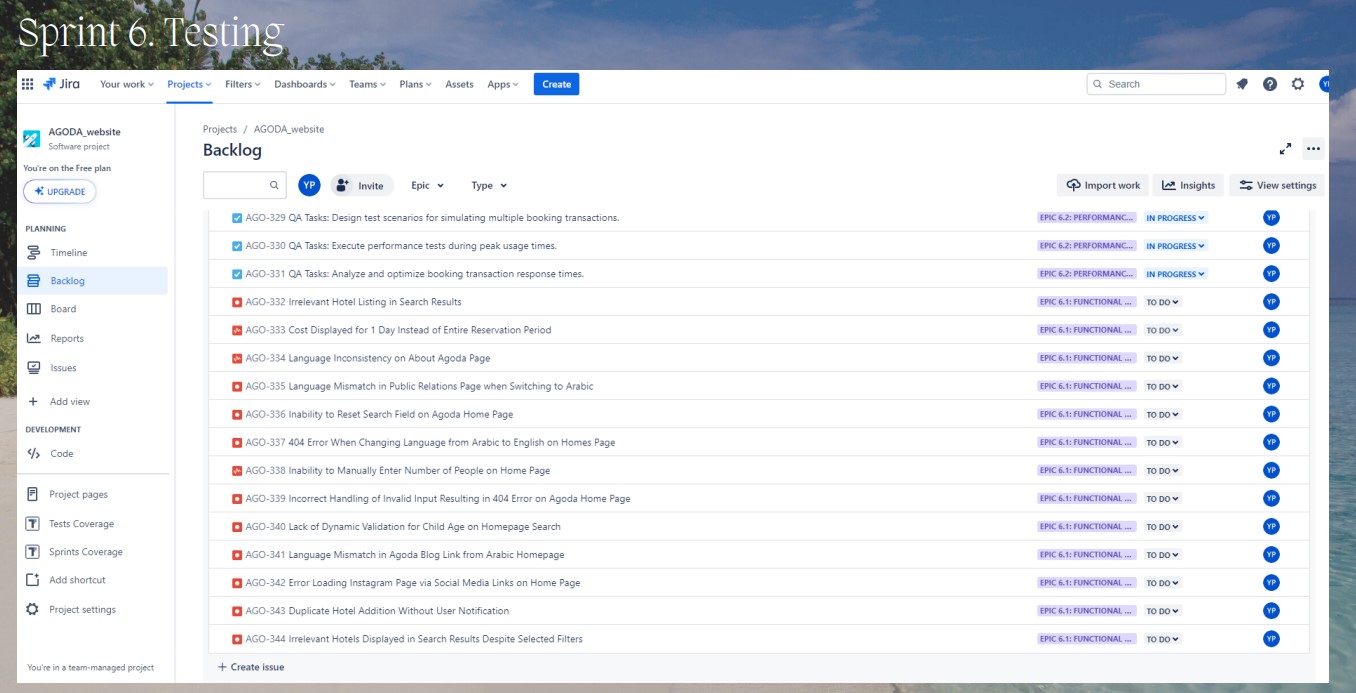 Sprint 6. Testing
Jira Your work Projects Filters Dashboards Teams Plans Assets Apps Create Search
AGODA_website
Software project
You're on the Free plan
UPGRADE
PLANNING
Timeline
Backlog
Board
Reports
Issues
Add view
DEVELOPMENT
Code
Project pages
Tests Coverage
Sprints Coverage
Add shortcut
Project settings
You're in a team-managed project
Projects / AGODA_website
Backlog
YP Invite Epic Type Import work Insights View settings
AGO-329 QA Tasks: Design test scenarios for simulating multiple booking transactions. EPIC 6.2: PERFORMANC... IN PROGRESS YP
AGO-330 QA Tasks: Execute performance tests during peak usage times. EPIC 6.2: PERFORMANC... IN PROGRESS YP
AGO-331 QA Tasks: Analyze and optimize booking transaction response times. EPIC 6.2: PERFORMANC... IN PROGRESS YP
AGO-332 Irrelevant Hotel Listing in Search Results EPIC 6.1: FUNCTIONAL ... TO DO YP
AGO-333 Cost Displayed for 1 Day Instead of Entire Reservation Period EPIC 6.1: FUNCTIONAL ... TO DO YP
AGO-334 Language Inconsistency on About Agoda Page EPIC 6.1: FUNCTIONAL ... TO DO YP
AGO-335 Language Mismatch in Public Relations Page when Switching to Arabic EPIC 6.1: FUNCTIONAL ... TO DO YP
AGO-336 Inability to Reset Search Field on Agoda Home Page EPIC 6.1: FUNCTIONAL ... TO DO YP
AGO-337 404 Error When Changing Language from Arabic to English on Homes Page EPIC 6.1: FUNCTIONAL ... TO DO YP
AGO-338 Inability to Manually Enter Number of People on Home Page EPIC 6.1: FUNCTIONAL ... TO DO YP
AGO-339 Incorrect Handling of Invalid Input Resulting in 404 Error on Agoda Home Page EPIC 6.1: FUNCTIONAL ... TO DO YP
AGO-340 Lack of Dynamic Validation for Child Age on Homepage Search EPIC 6.1: FUNCTIONAL ... TO DO YP
AGO-341 Language Mismatch in Agoda Blog Link from Arabic Homepage EPIC 6.1: FUNCTIONAL ... TO DO YP
AGO-342 Error Loading Instagram Page via Social Media Links on Home Page EPIC 6.1: FUNCTIONAL ... TO DO YP
AGO-343 Duplicate Hotel Addition Without User Notification EPIC 6.1: FUNCTIONAL ... TO DO YP
AGO-344 Irrelevant Hotels Displayed in Search Results Despite Selected Filters EPIC 6.1: FUNCTIONAL ... TO DO YP
+ Create issue